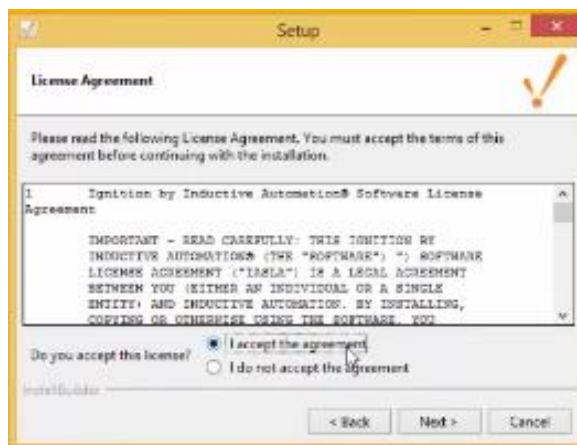 Setup
License Agreement
Please read the following License Agreement. You must accept the terms of this
agreement before continuing with the installation.
1 Ignition by Inductive Automation® Software License
Agreement
IMPORTANT - READ CAREFULLY: THIS IGNITION BY
INDUCTIVE AUTOMATION® (THE "SOFTWARE") ") SOFTWARE
LICENSE AGREEMENT ("IASLA") IS A LEGAL AGREEMENT
BETWEEN YOU (EITHER AN INDIVIDUAL OR A SINGLE
ENTITY) AND INDUCTIVE AUTOMATION. BY INSTALLING,
COPYING OR OTHERWISE USING THE SOFTWARE, YOU
Do you accept this license?
I accept the agreement
I do not accept the agreement
InstallBuilder
< Back
Next >
Cancel